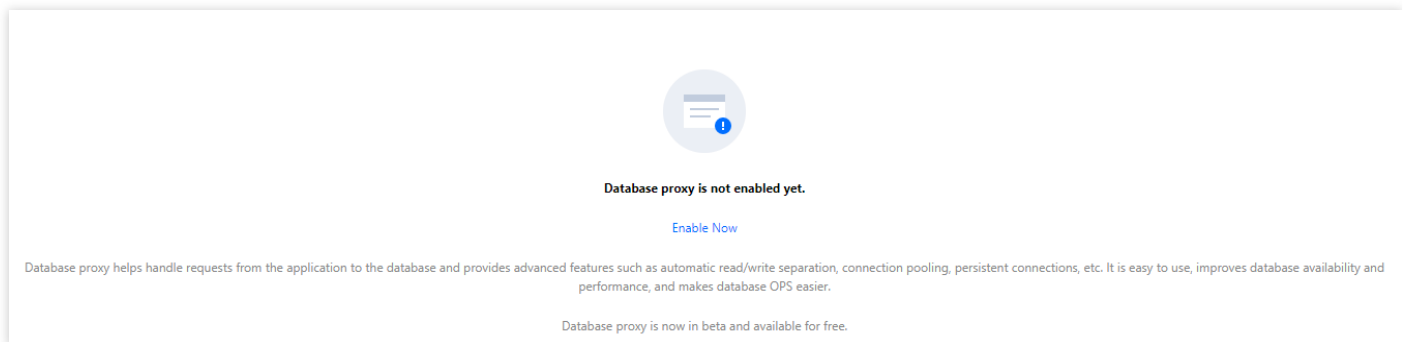 Database proxy is not enabled yet.
Enable Now
Database proxy helps handle requests from the application to the database and provides advanced features such as automatic read/write separation, connection pooling, persistent connections, etc. It is easy to use, improves database availability and
performance, and makes database OPS easier.
Database proxy is now in beta and available for free.